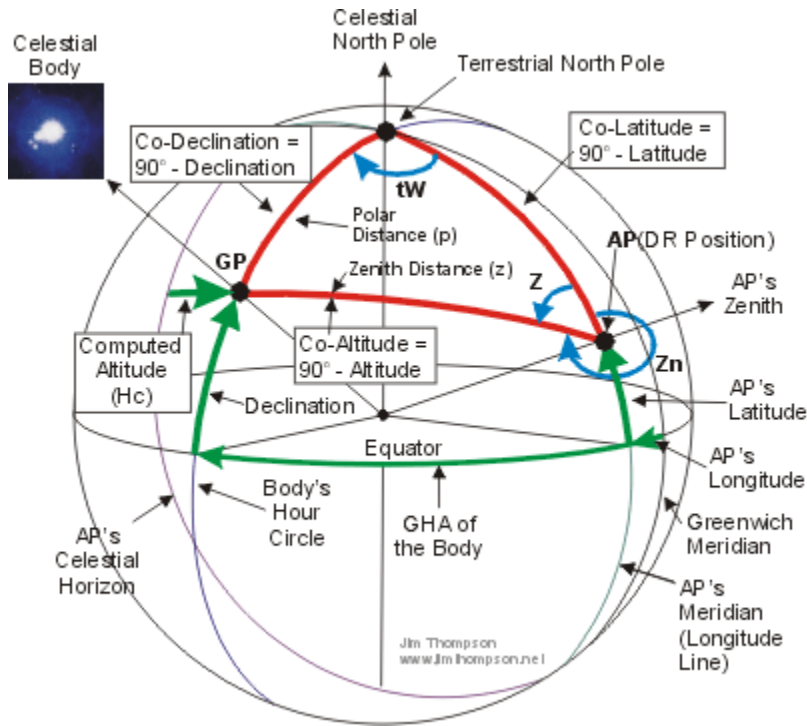 Celestial
North Pole
Celestial
Body
Terrestrial North Pole
Co-Declination =
90° - Declination
Co-Latitude =
90° - Latitude
tW
Polar
Distance (p)
GP
Zenith Distance (z)
AP(DR Position)
Z
AP's
Zenith
Computed
Altitude
(Hc)
Co-Altitude =
90° - Altitude
Zn
Declination
AP's
Latitude
Equator
AP's
Longitude
Body's
Hour
Circle
GHA of
the Body
Greenwich
Meridian
AP's
Celestial
Horizon
AP's
Meridian
(Longitude
Line)
Jim Thompson
www.jimthompson.net